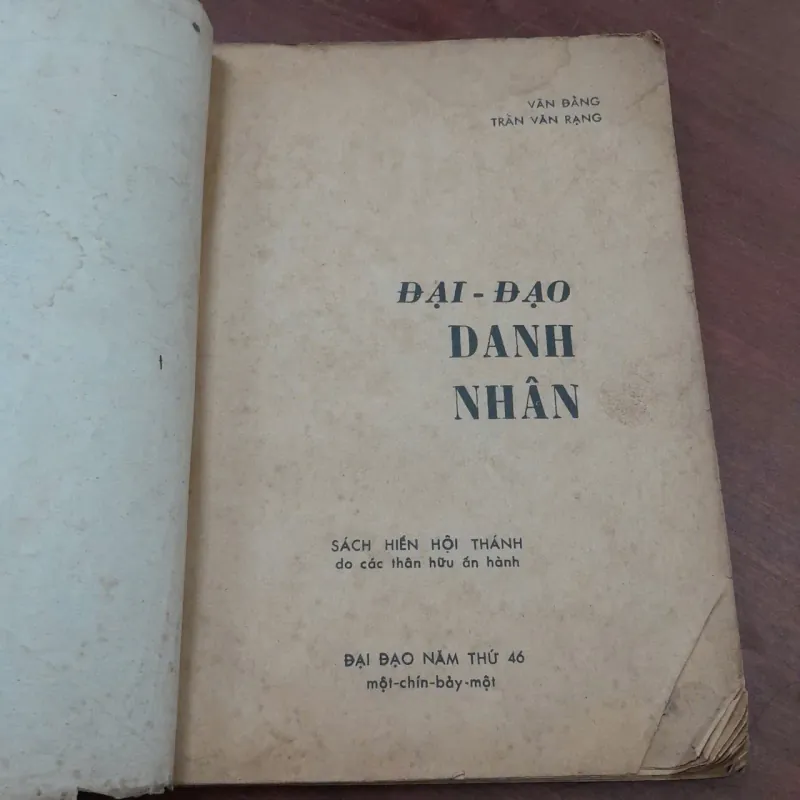 VĂN ĐẰNG
TRẦN VĂN RẠNG
ĐẠI - ĐẠO
DANH
NHÂN
SÁCH HIẾN HỘI THÁNH
do các thân hữu ấn hành
ĐẠI ĐẠO NĂM THỨ 46
một-chín-bảy-một